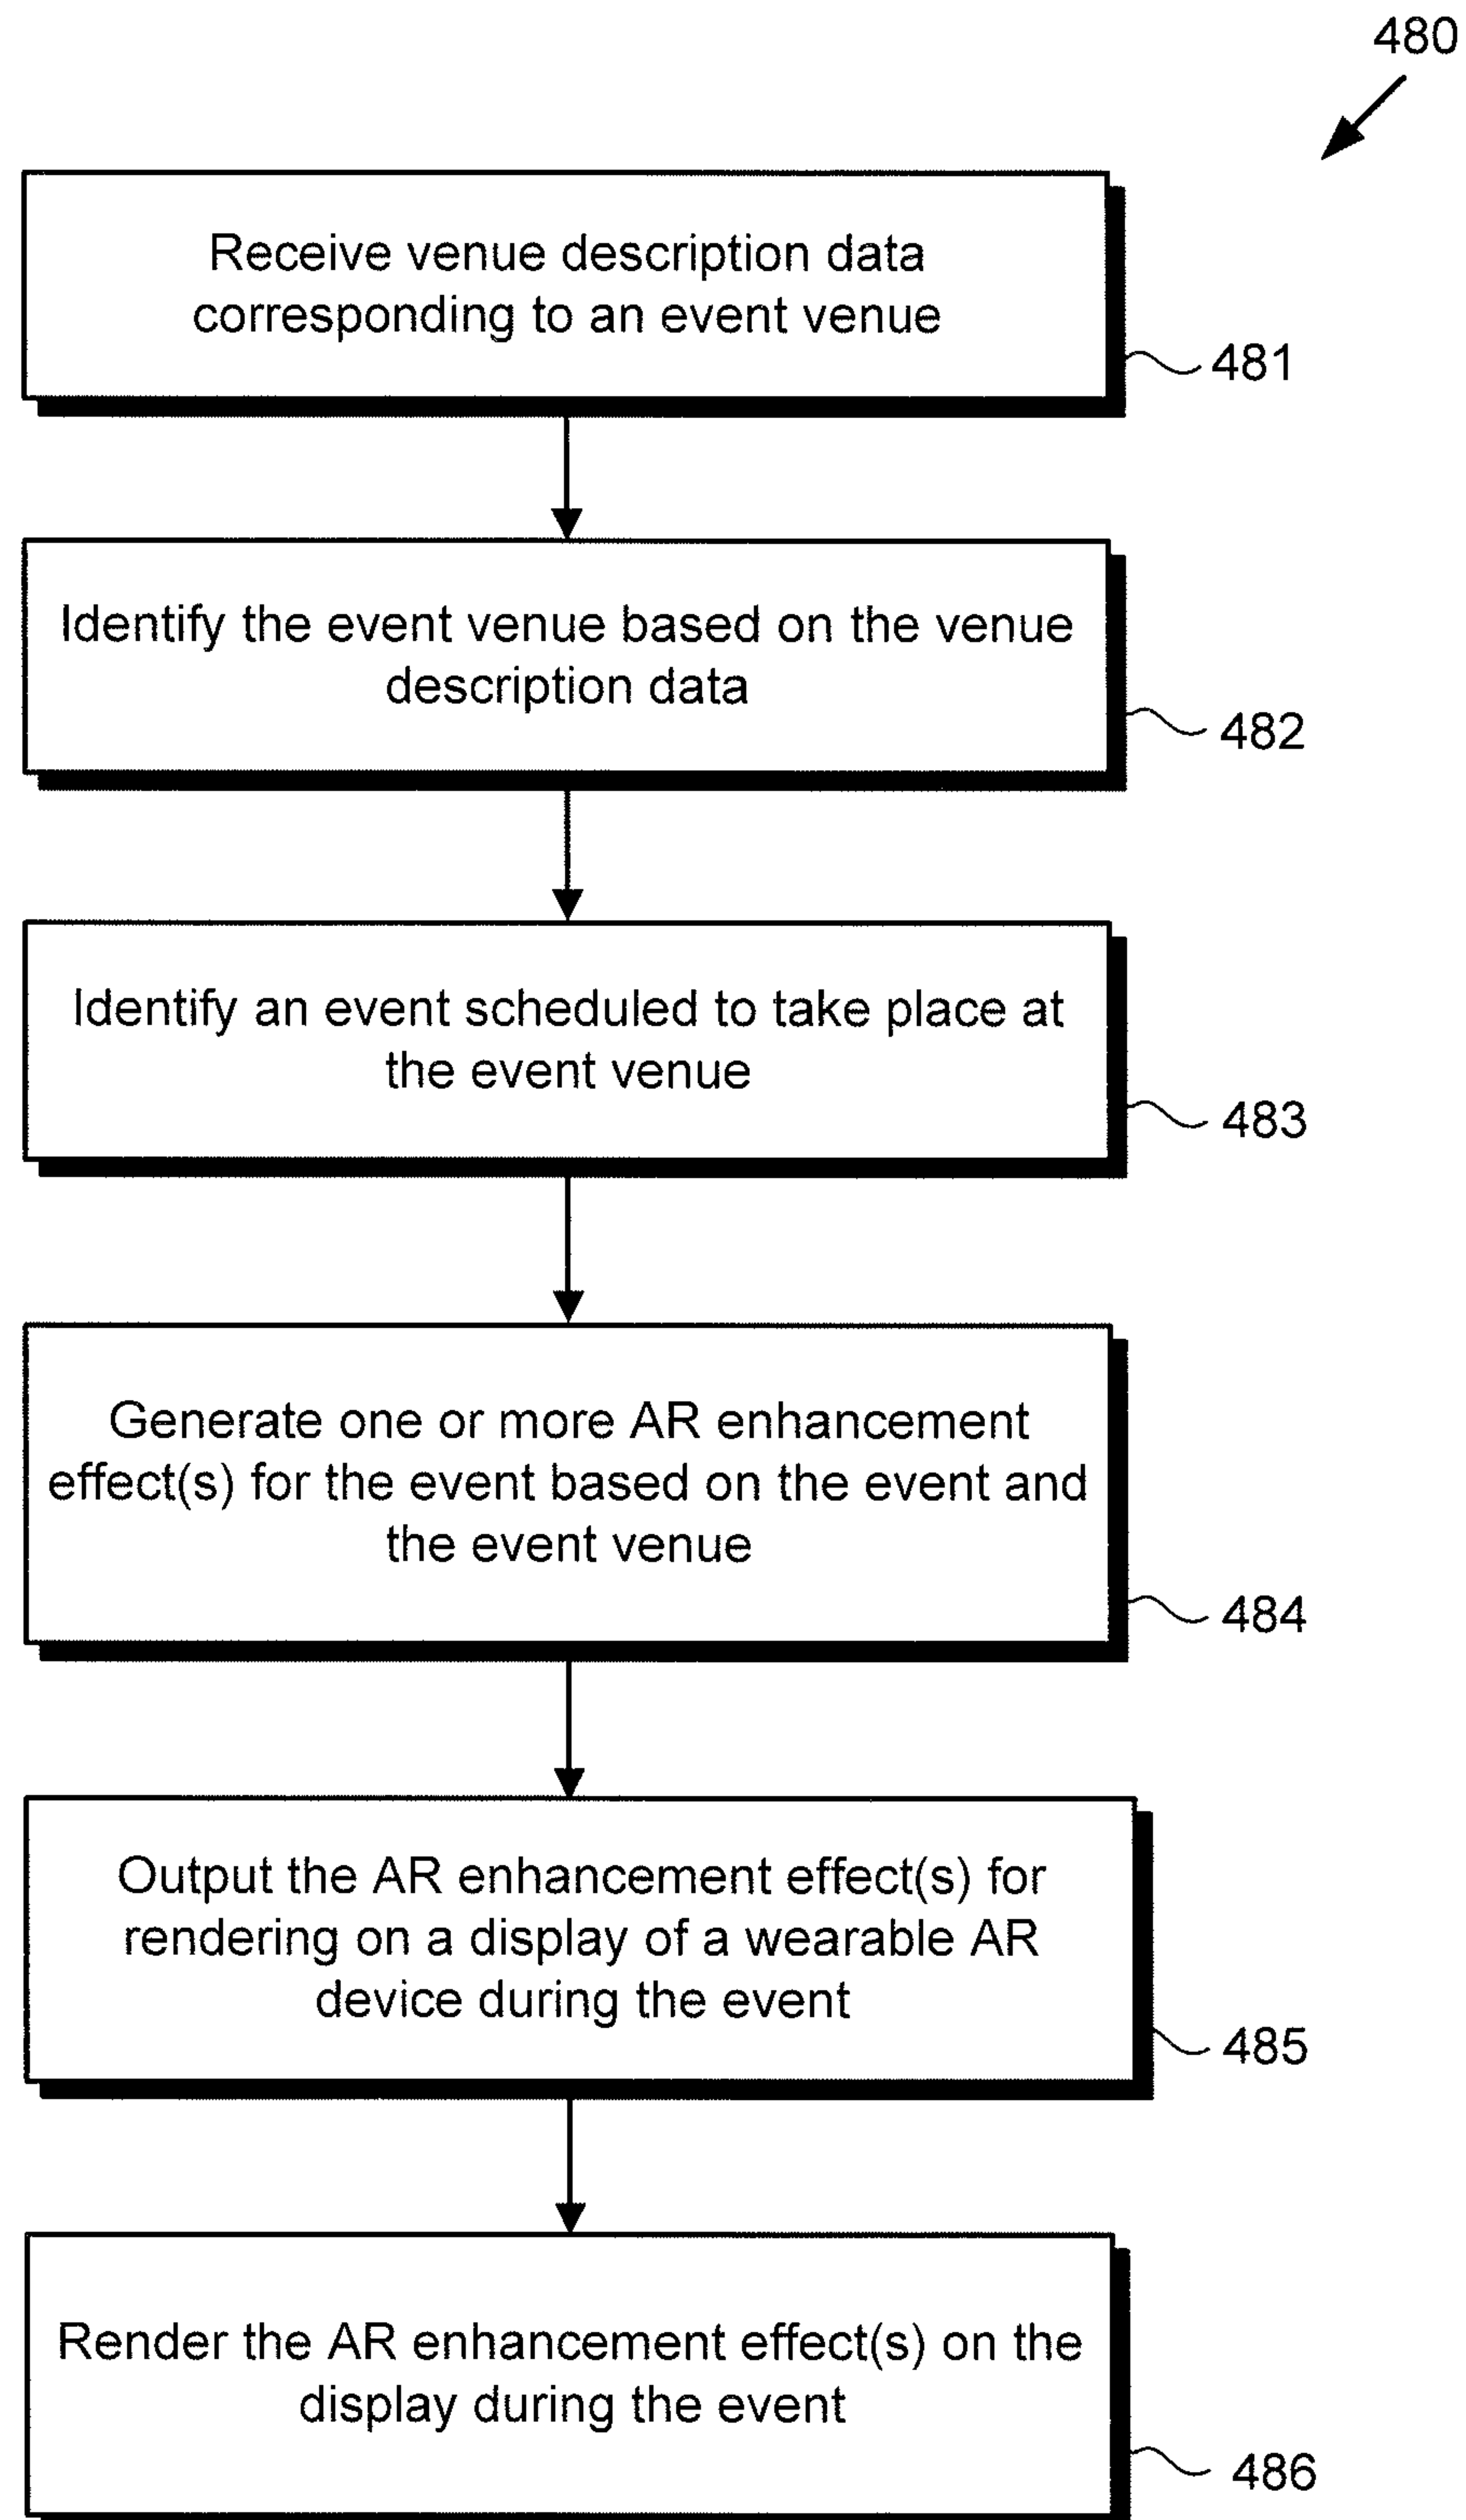 480
Receive venue description data
corresponding to an event venue
481
Identify the event venue based on the venue
description data
482
Identify an event scheduled to take place at
the event venue
483
Generate one or more AR enhancement
effect(s) for the event based on the event and
the event venue
484
Output the AR enhancement effect(s) for
rendering on a display of a wearable AR
device during the event
485
Render the AR enhancement effect(s) on the
display during the event
486